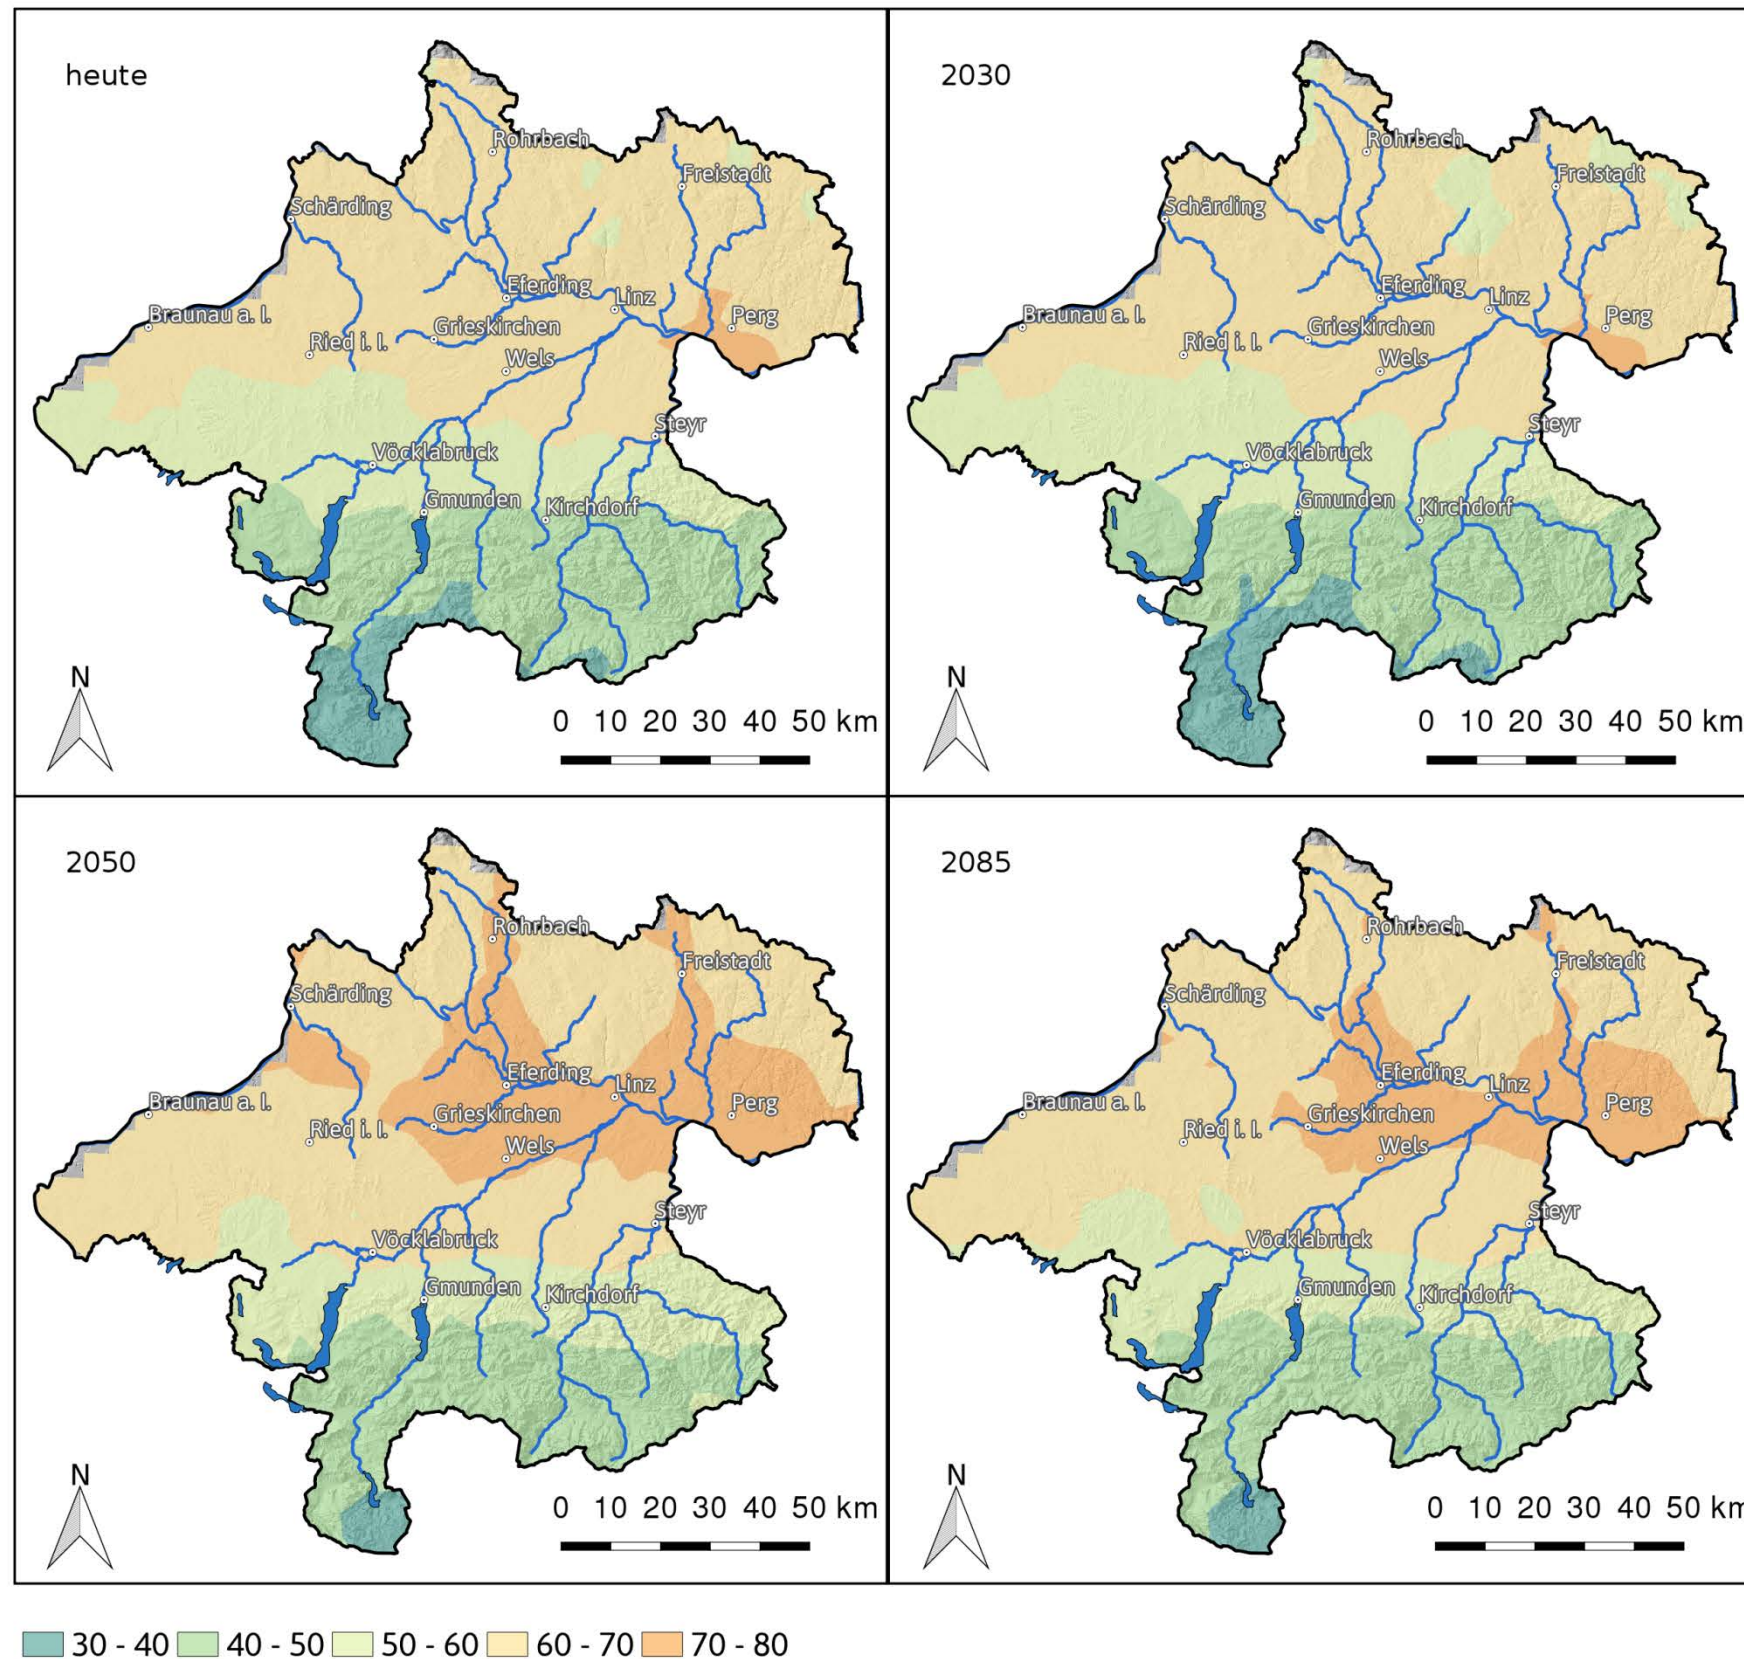 heute
Rohrbach
Freistadt
Schärding
Eferding
Linz
Braunau a. I.
Perg
Grieskirchen
Ried i. I.
Wels
Steyr
Vöcklabruck
Gmunden
Kirchdorf
N
0 10 20 30 40 50 km
2030
Rohrbach
Freistadt
Schärding
Eferding
Linz
Braunau a. I.
Perg
Grieskirchen
Ried i. I.
Wels
Steyr
Vöcklabruck
Gmunden
Kirchdorf
N
0 10 20 30 40 50 km
2050
Rohrbach
Freistadt
Schärding
Eferding
Linz
Braunau a. I.
Perg
Grieskirchen
Ried i. I.
Wels
Steyr
Vöcklabruck
Gmunden
Kirchdorf
N
0 10 20 30 40 50 km
2085
Rohrbach
Freistadt
Schärding
Eferding
Linz
Braunau a. I.
Perg
Grieskirchen
Ried i. I.
Wels
Steyr
Vöcklabruck
Gmunden
Kirchdorf
N
0 10 20 30 40 50 km
30 - 40 40 - 50 50 - 60 60 - 70 70 - 80